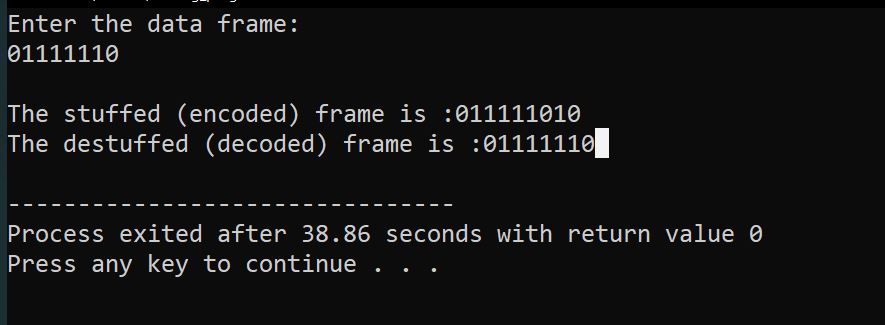 Enter the data frame:
01111110
The stuffed (encoded) frame is :011111010
The destuffed (decoded) frame is :01111110
--------------------------------
Process exited after 38.86 seconds with return value 0
Press any key to continue . . .